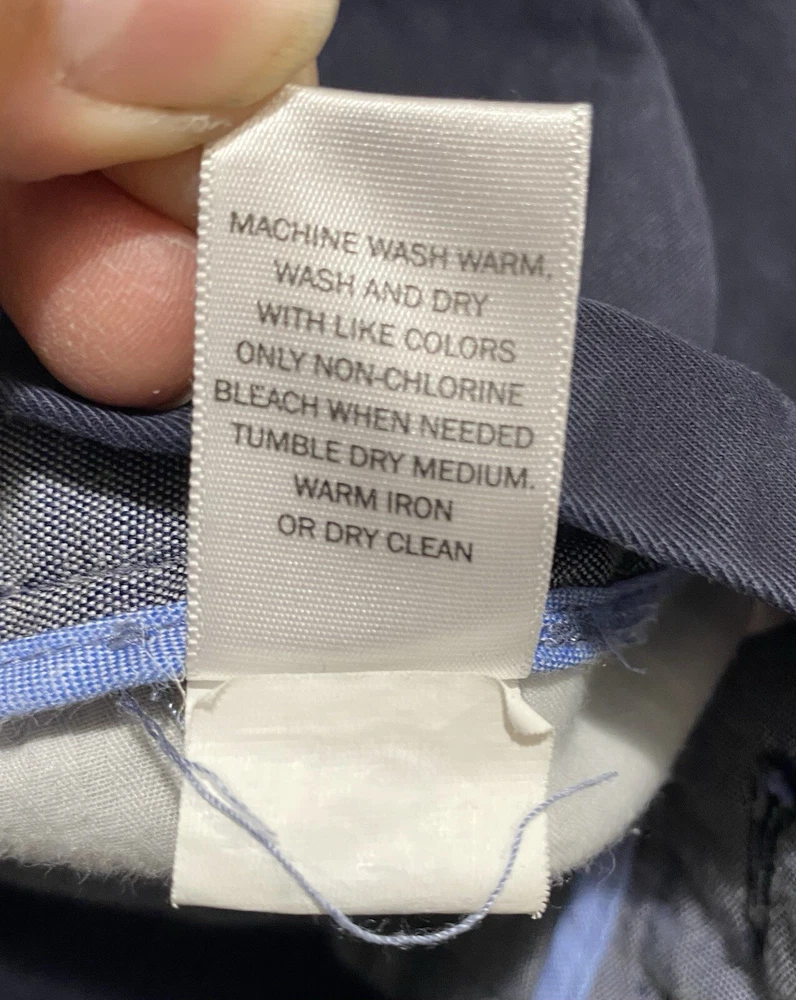 MACHINE WASH WARM,
WASH AND DRY
WITH LIKE COLORS
ONLY NON-CHLORINE
BLEACH WHEN NEEDED
TUMBLE DRY MEDIUM.
WARM IRON
OR DRY CLEAN